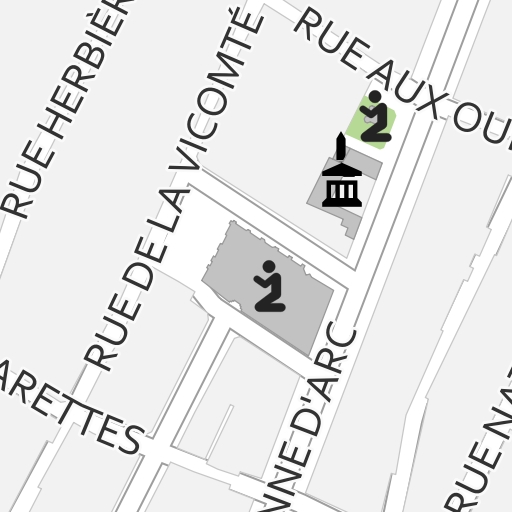 RUE HERBIÈR
RUE DE LA VICOMTÉ
RUE AUX OU
ARETTES
NNE D'ARC
RUE NA